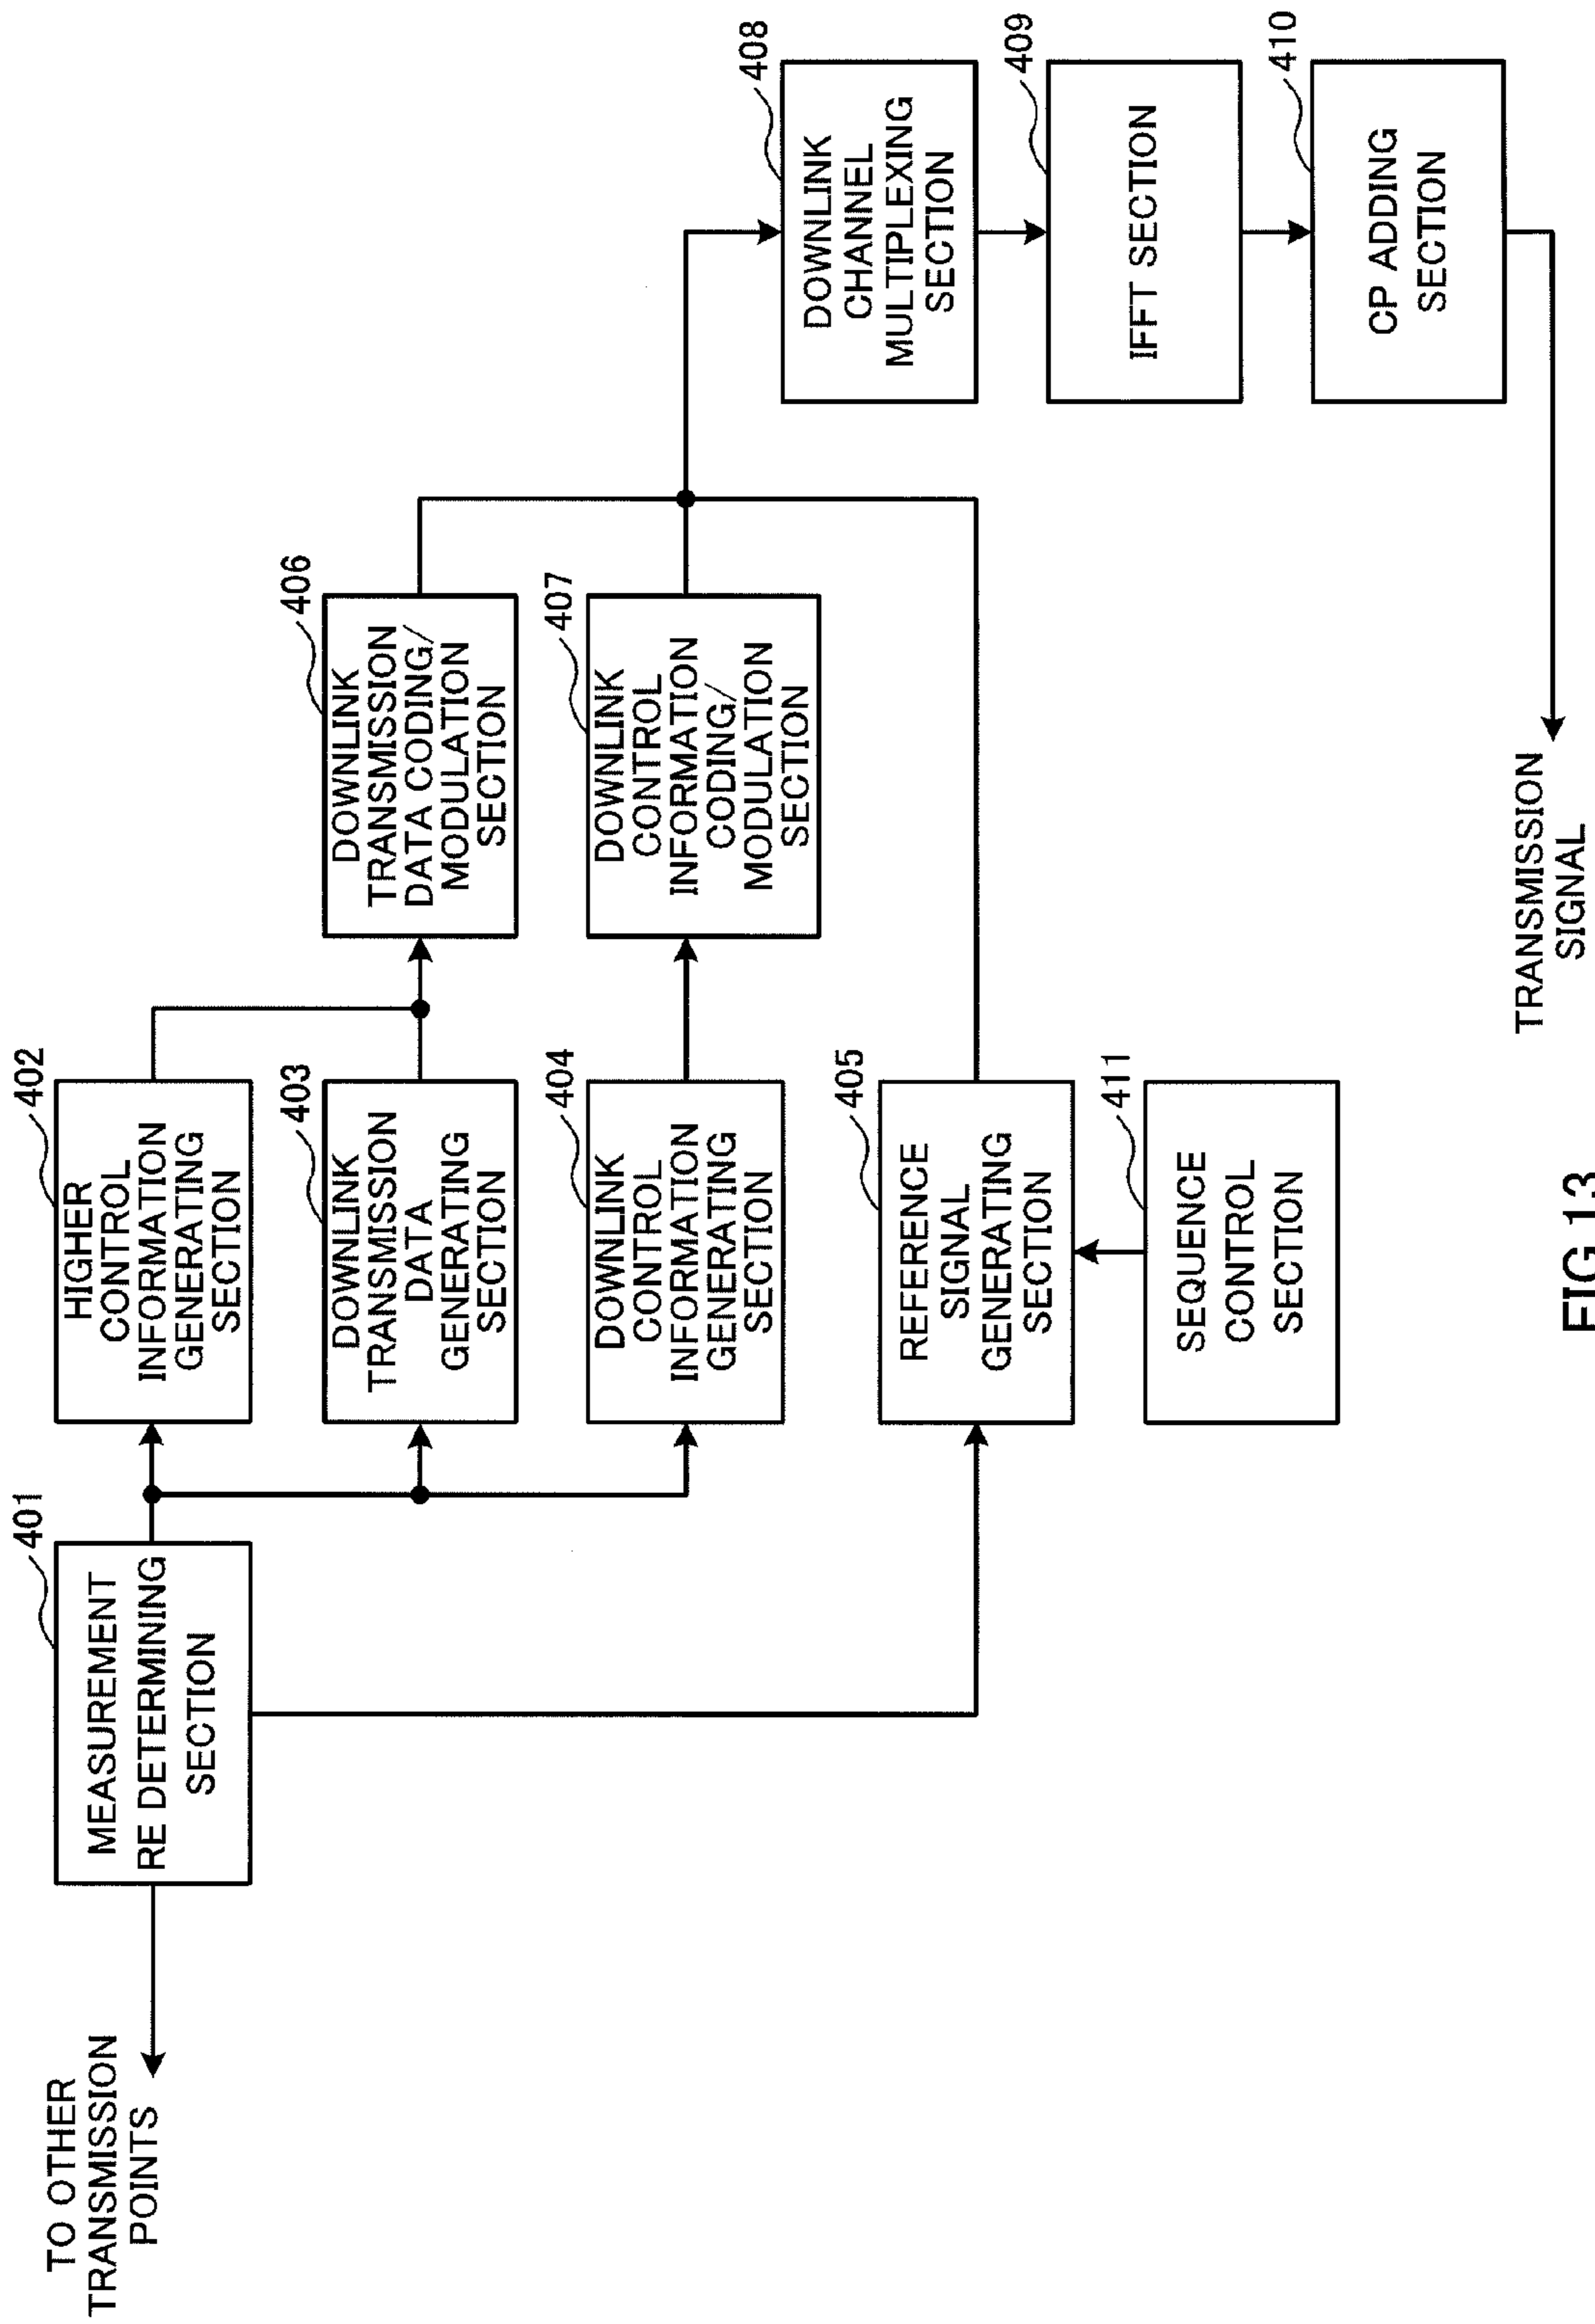 TO OTHER
TRANSMISSION
POINTS
401
MEASUREMENT
RE DETERMINING
SECTION
402
HIGHER
CONTROL
INFORMATION
GENERATING
SECTION
403
DOWNLINK
TRANSMISSION
DATA
GENERATING
SECTION
404
DOWNLINK
CONTROL
INFORMATION
GENERATING
SECTION
405
REFERENCE
SIGNAL
GENERATING
SECTION
411
SEQUENCE
CONTROL
SECTION
406
DOWNLINK
TRANSMISSION
DATA CODING/
MODULATION
SECTION
407
DOWNLINK
CONTROL
INFORMATION
CODING/
MODULATION
SECTION
408
DOWNLINK
CHANNEL
MULTIPLEXING
SECTION
409
IFFT SECTION
410
CP ADDING
SECTION
TRANSMISSION
SIGNAL
FIG.13